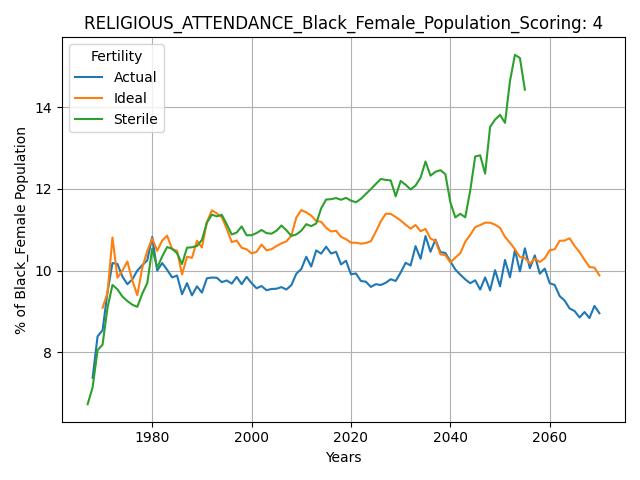 RELIGIOUS_ATTENDANCE_Black_Female_Population_Scoring: 4
Fertility
Actual
Ideal
Sterile
% of Black_Female Population
14
12
10
8
1980 2000 2020 2040 2060
Years